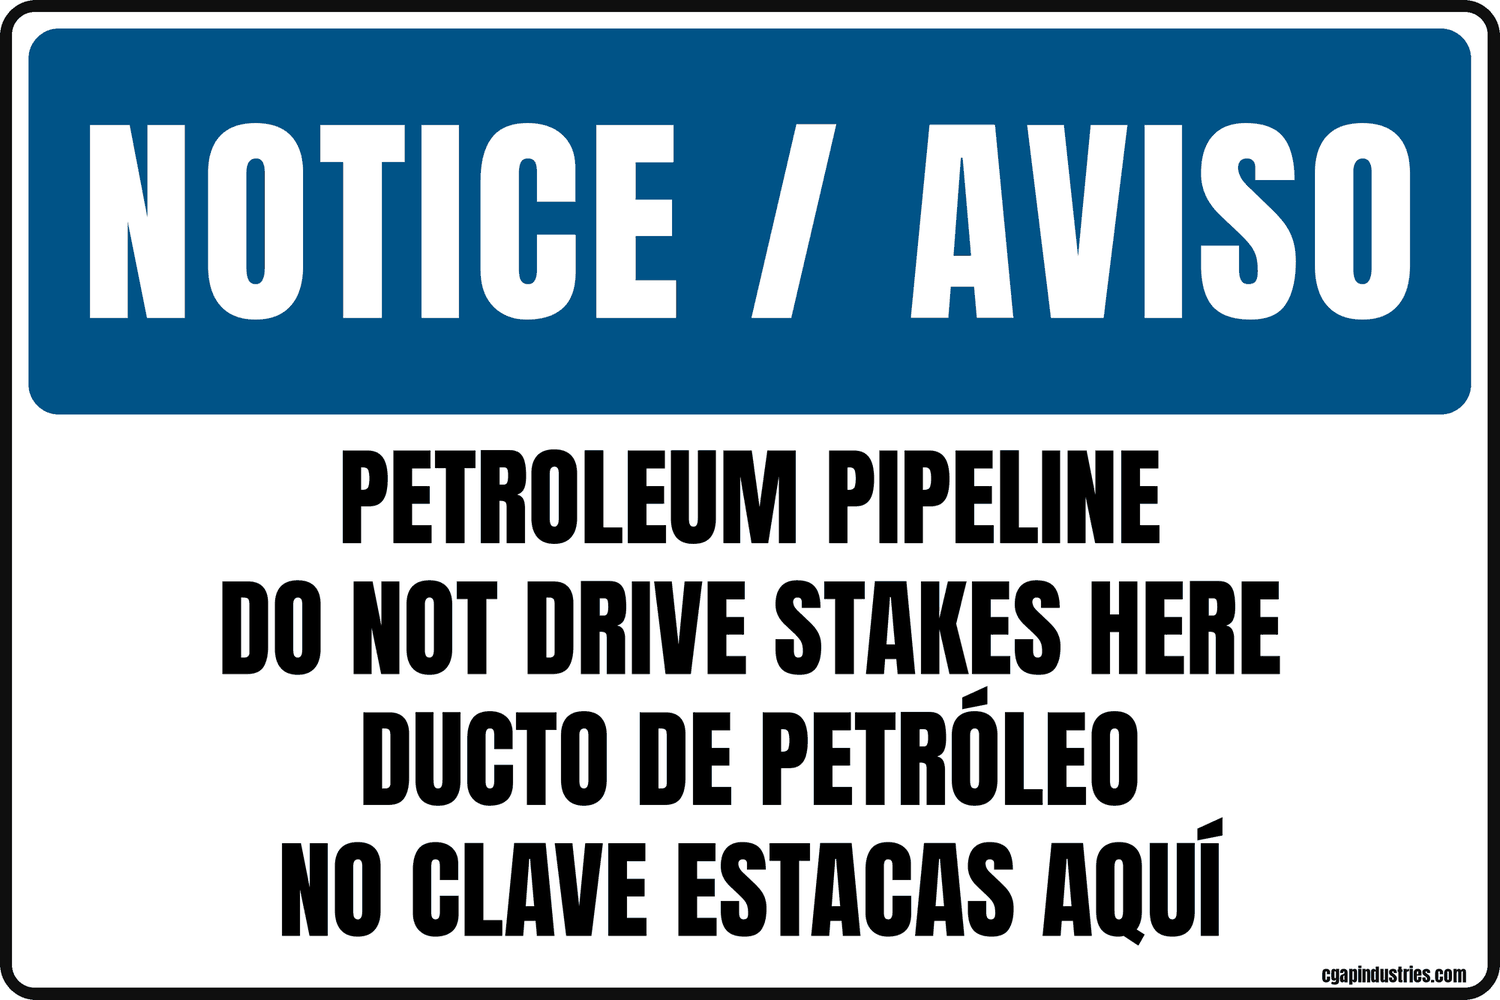 NOTICE / AVISO
PETROLEUM PIPELINE
DO NOT DRIVE STAKES HERE
DUCTO DE PETRÓLEO
NO CLAVE ESTACAS AQUÍ
cgapindustries.com